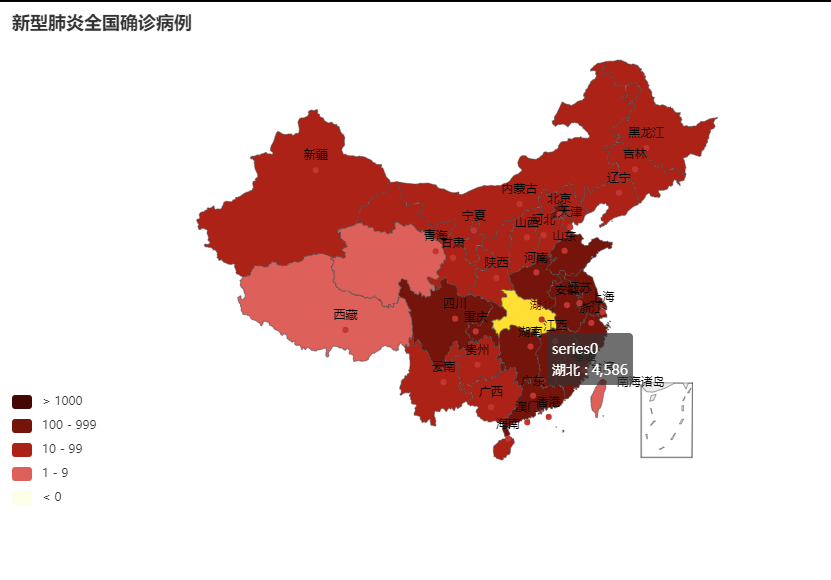 新型肺炎全国确诊病例
黑龙江
吉林
新疆
辽宁
内蒙古
北京
天津
宁夏
山西
河北
青海
甘肃
山东
陕西
河南
四川
重庆
安徽
江苏
上海
浙江
湖北
江西
西藏
湖南
series0
湖北 : 4,586
贵州
云南
广西
广东
南海诸岛
澳门
香港
海南
> 1000
100 - 999
10 - 99
1 - 9
< 0